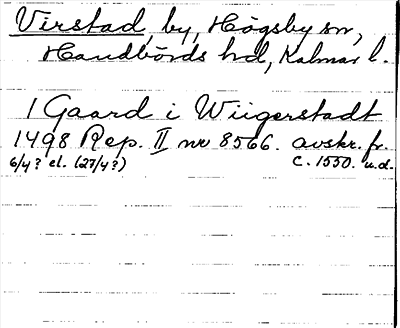 Virstad, by, Högsby sn,
Handbörds hd, Kalmar l.
1 Gaard i Wiigerstadt
1498 Rep. II nr 8566. avskr. fr.
6/4? el. (27/4?) c. 1550. u.d.